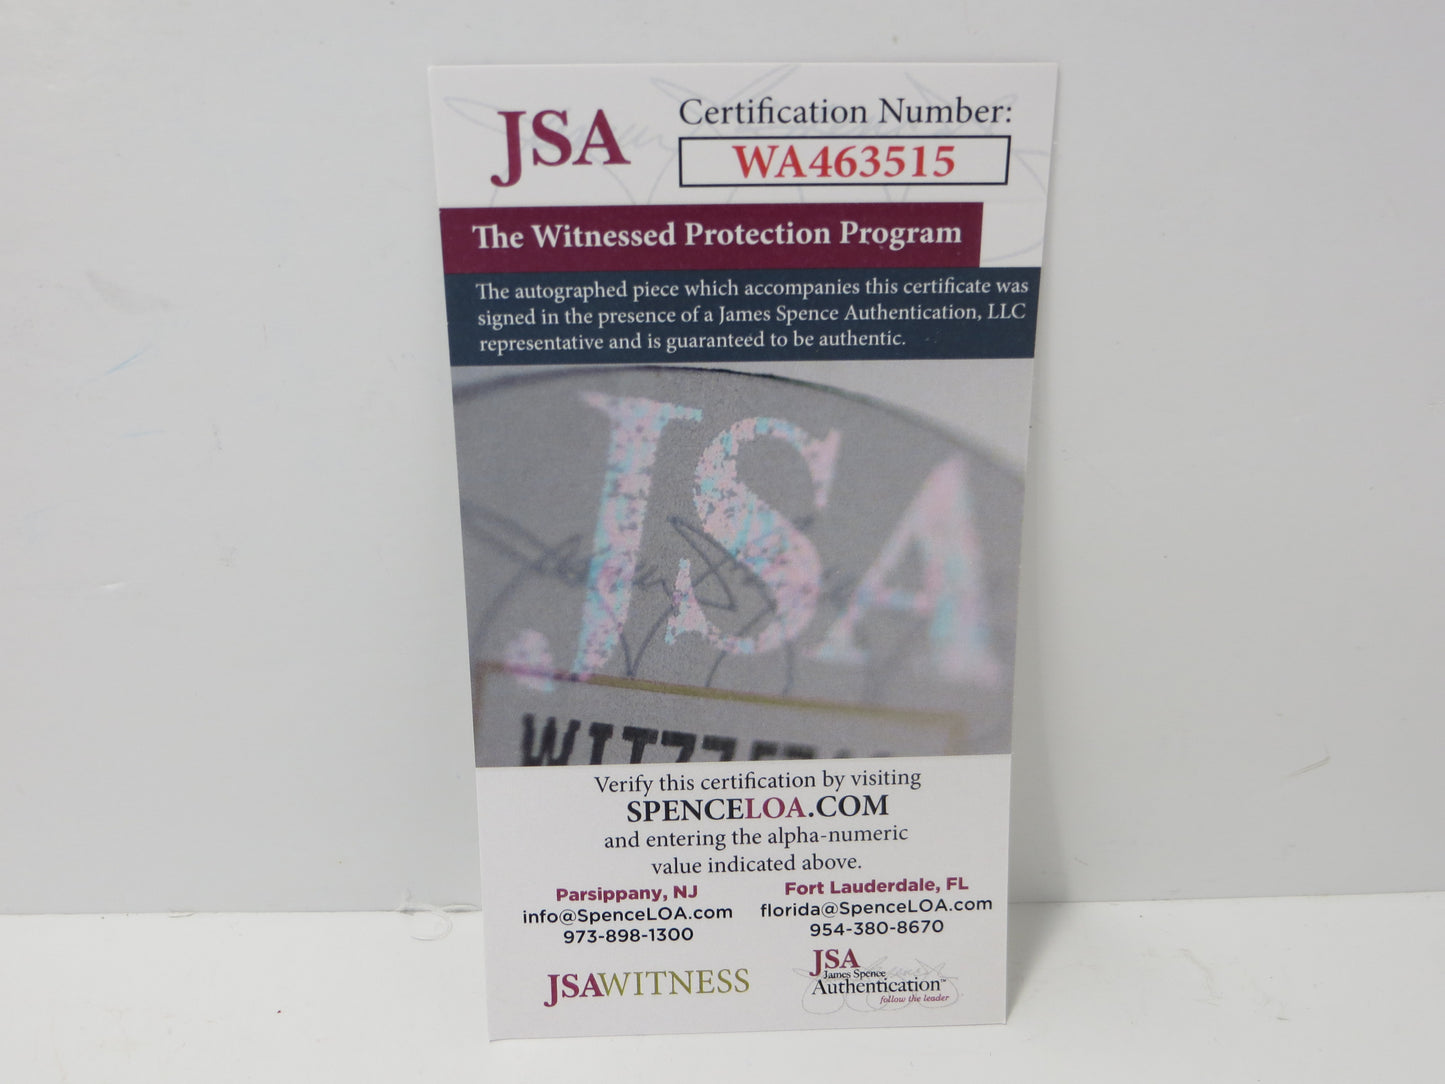 JSA
Certification Number:
WA463515
The Witnessed Protection Program
The autographed piece which accompanies this certificate was
signed in the presence of a James Spence Authentication, LLC
representative and is guaranteed to be authentic.
JSA
Verify this certification by visiting
SPENCELOA.COM
and entering the alpha-numeric
value indicated above.
Parsippany, NJ
info@SpenceLOA.com
973-898-1300
Fort Lauderdale, FL
florida@SpenceLOA.com
954-380-8670
JSAWITNESS
JSA
James Spence
Authentication™
follow the leader